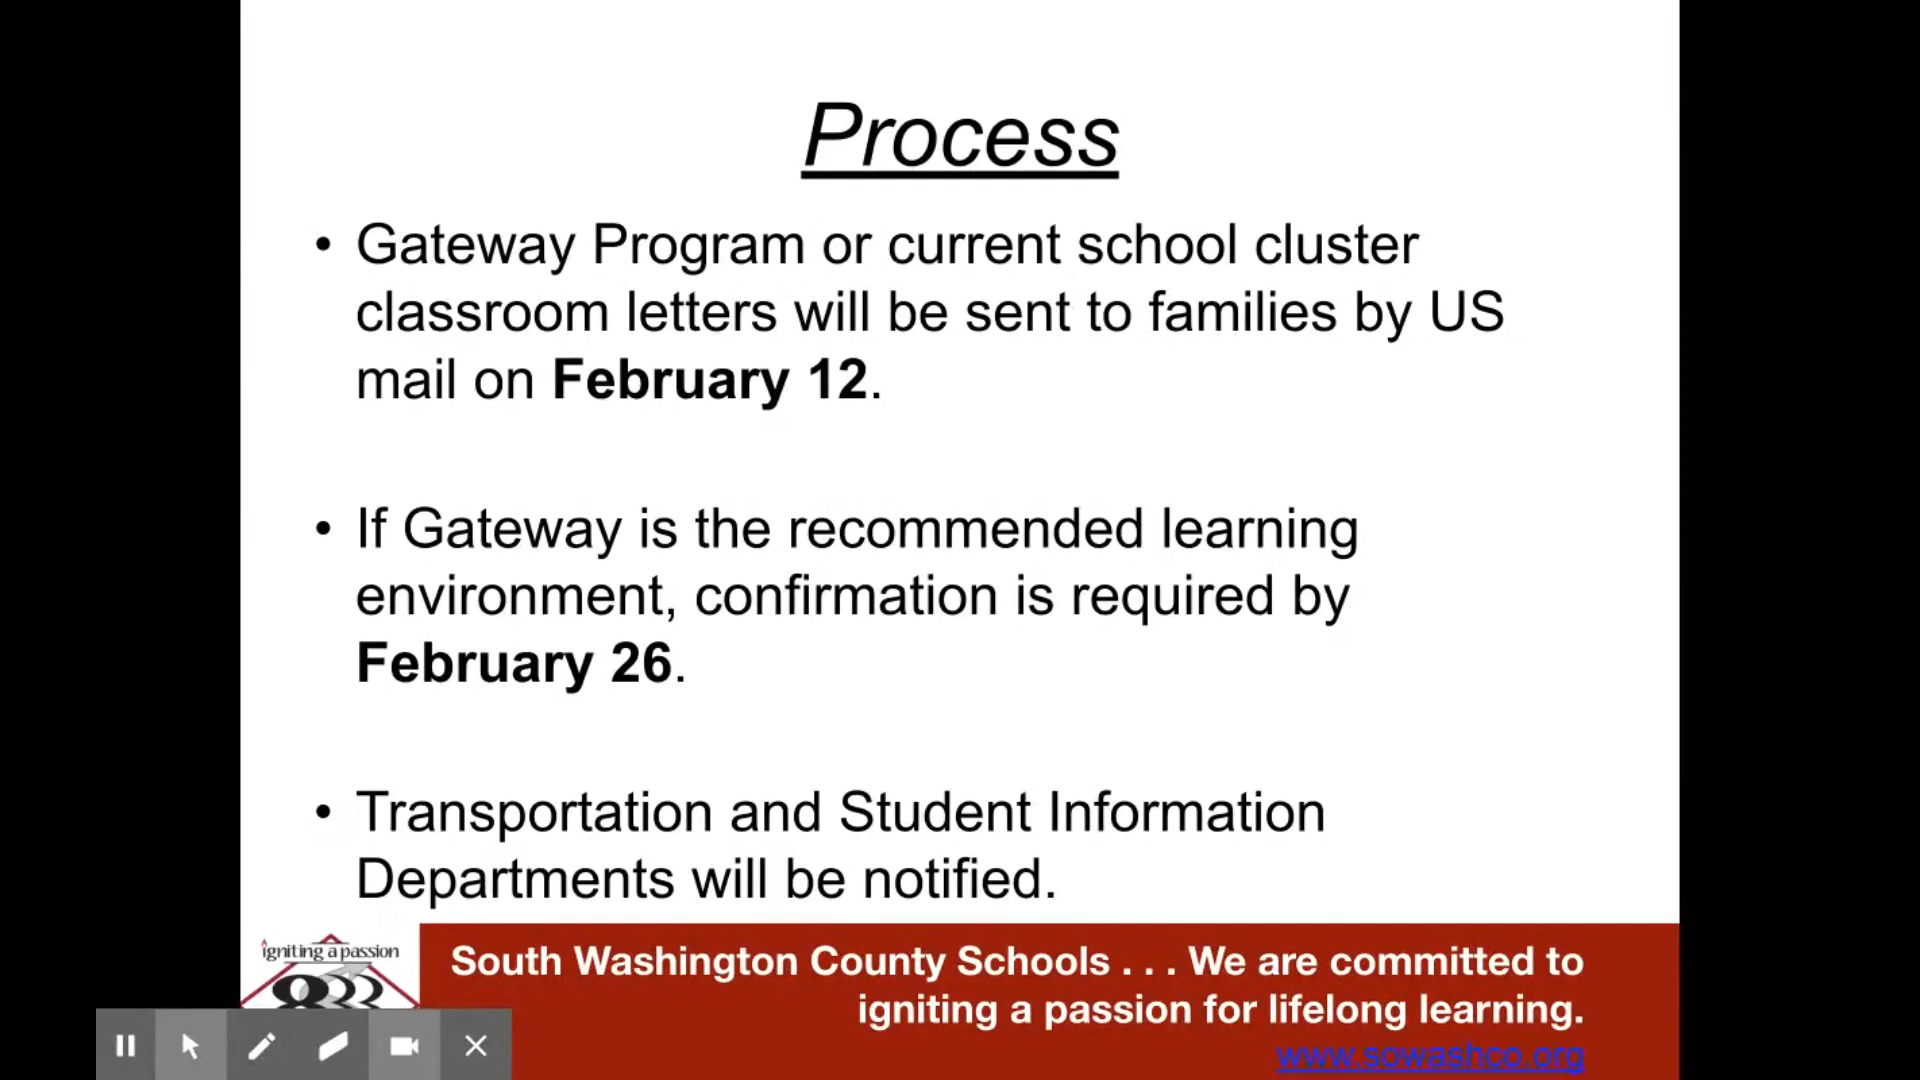 Process
• Gateway Program or current school cluster
classroom letters will be sent to families by US
mail on February 12.
• If Gateway is the recommended learning
environment, confirmation is required by
February 26.
• Transportation and Student Information
Departments will be notified.
igniting a passion
833
South Washington County Schools . . . We are committed to
igniting a passion for lifelong learning.
www.sowashco.org